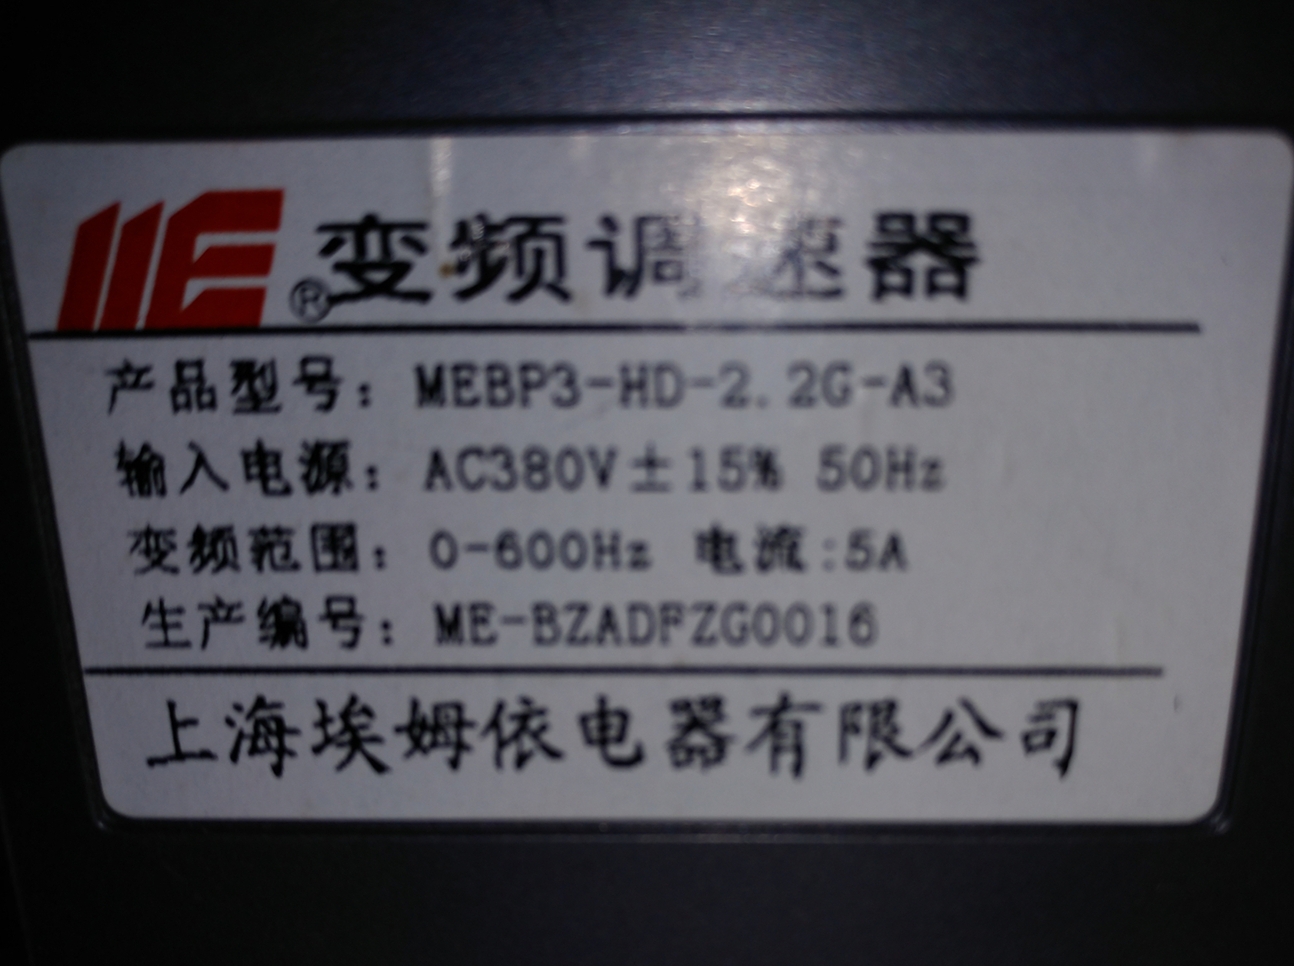 ME® 变频调速器
产品型号：MEBP3-HD-2.2G-A3
输入电源：AC380V±15% 50Hz
变频范围：0-600Hz 电流:5A
生产编号：ME-BZADFZG0016
上海埃姆依电器有限公司